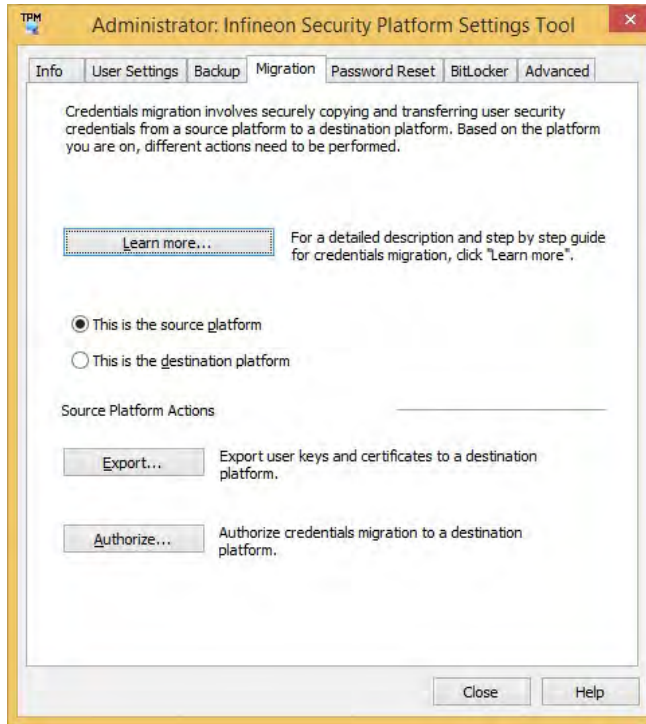 TPM
Administrator: Infineon Security Platform Settings Tool
Info User Settings Backup Migration Password Reset BitLocker Advanced
Credentials migration involves securely copying and transferring user security
credentials from a source platform to a destination platform. Based on the platform
you are on, different actions need to be performed.
Learn more...
For a detailed description and step by step guide
for credentials migration, click "Learn more".
This is the source platform
This is the destination platform
Source Platform Actions
Export...
Export user keys and certificates to a destination
platform.
Authorize...
Authorize credentials migration to a destination
platform.
Close Help